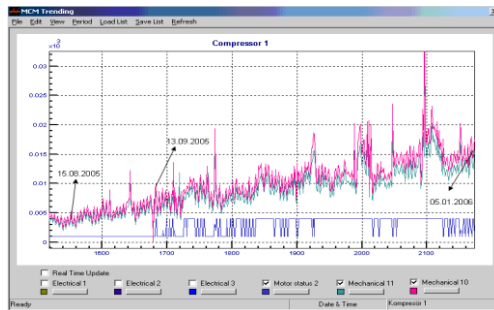 MCM Trending
File Edit View Period Load List Save List Refresh
Compressor 1
x10 3
0.03
0.025
0.02
0.015
0.01
0.005
0
13.09.2005
15.08.2005
05.01.2006
1600 1700 1800 1900 2000 2100
Real Time Update
Electrical 1 Electrical 2 Electrical 3 Motor status 2 Mechanical 11 Mechanical 10
Ready Date & Time Kompresor 1